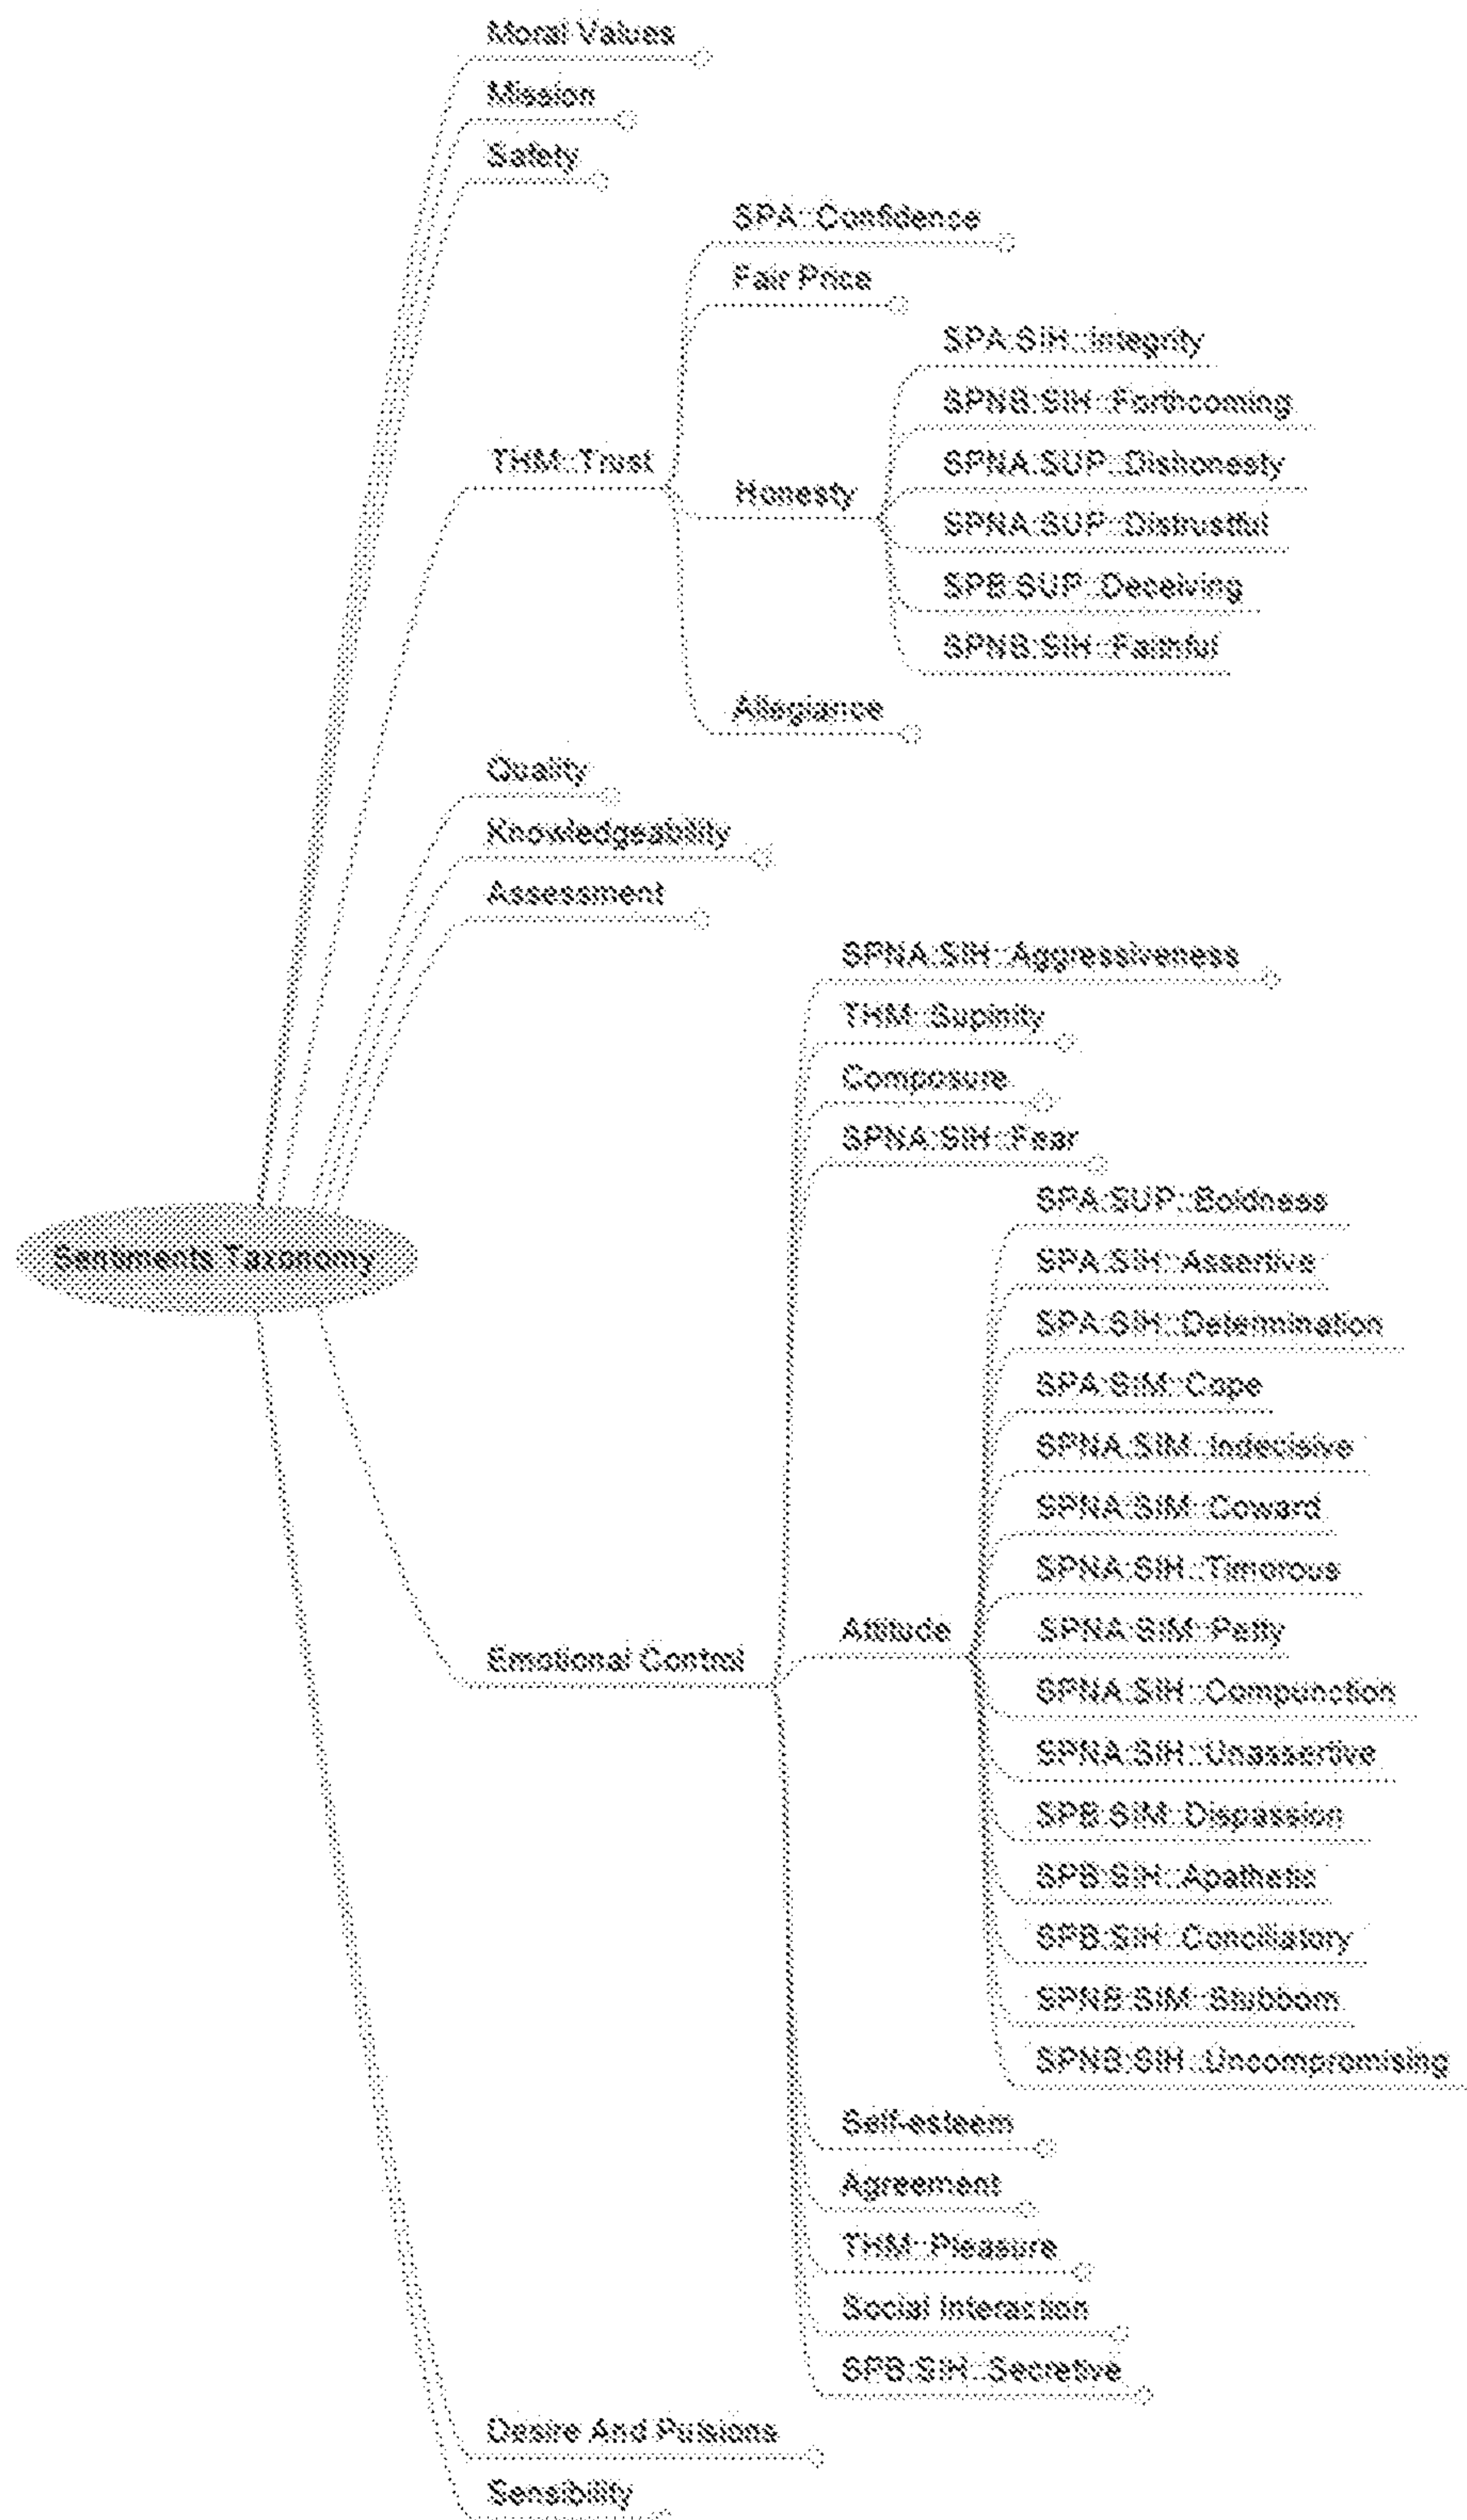 Moral Values
Mission
Safety
SPA::Confidence
Fair Price
SPA:SIH::Integrity
SPNB:SIH::Forthcoming
THM::Trust
SPNA:SUP::Dishonesty
Honesty
SPNA:SUP::Distrustful
SPB:SUP::Deceiving
SPNB:SIH::Faithful
Allegiance
Quality
Knowledgeability
Assessment
SPNA:SIH::Aggressiveness
THM::Supinity
Composure
SPNA:SIH::Fear
SPA:SUP::Boldness
Sentiments Taxonomy
SPA:SIH::Assertive
SPA:SIH::Determination
SPA:SIM::Cope
SPNA:SIM::Indecisive
SPNA:SIM::Coward
SPNA:SIH::Timorous
Attitude
SPNA:SIM::Petty
Emotional Control
SPNA:SIH::Compunction
SPNA:SIH::Unassertive
SPB:SIM::Dispassion
SPB:SIH::Apathess
SPB:SIH::Conciliatory
SPNB:SIM::Stubborn
SPNB:SIH::Uncompromising
Self-esteem
Agreement
THM::Pleasure
Social Interaction
SPB:SIH::Secretive
Desire And Pulsions
Sensibility